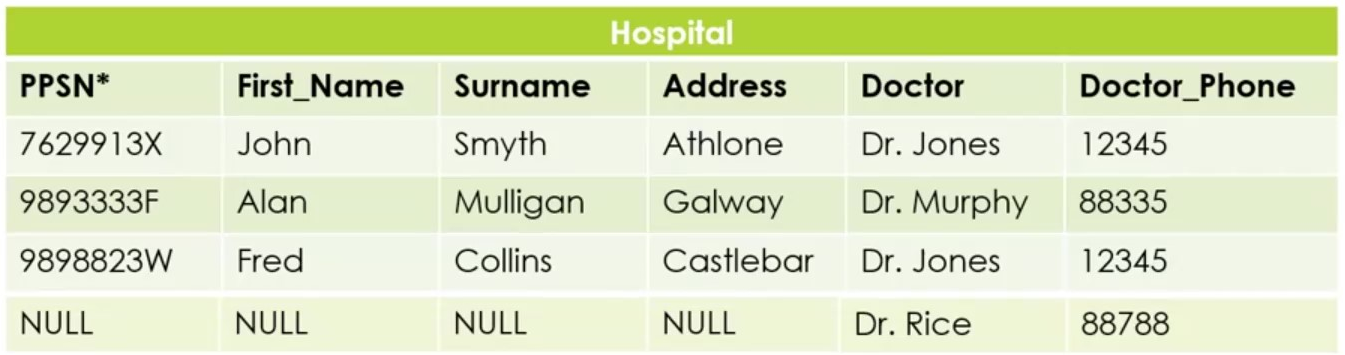 Hospital
PPSN* First_Name Surname Address Doctor Doctor_Phone
7629913X John Smyth Athlone Dr. Jones 12345
9893333F Alan Mulligan Galway Dr. Murphy 88335
9898823W Fred Collins Castlebar Dr. Jones 12345
NULL NULL NULL NULL Dr. Rice 88788